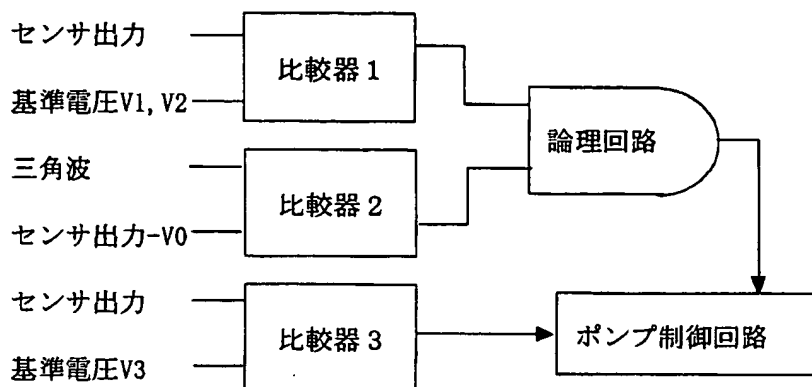 センサ出力
基準電圧V1, V2
比較器1
三角波
センサ出力-V0
比較器2
論理回路
センサ出力
基準電圧V3
比較器3
ポンプ制御回路